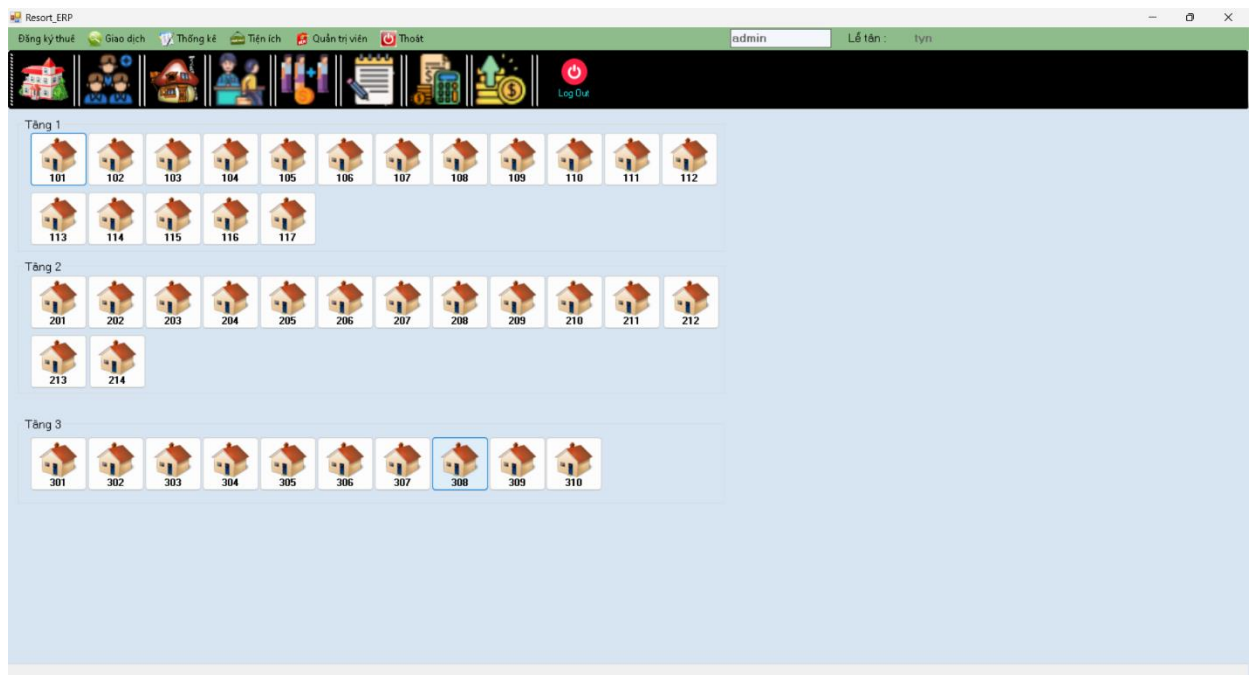 Resort_ERP
Đăng ký thuê Giao dịch Thống kê Tiện ích Quản trị viên Thoát admin Lễ tân : tyn
Log Out
Tầng 1
101 102 103 104 105 106 107 108 109 110 111 112
113 114 115 116 117
Tầng 2
201 202 203 204 205 206 207 208 209 210 211 212
213 214
Tầng 3
301 302 303 304 305 306 307 308 309 310